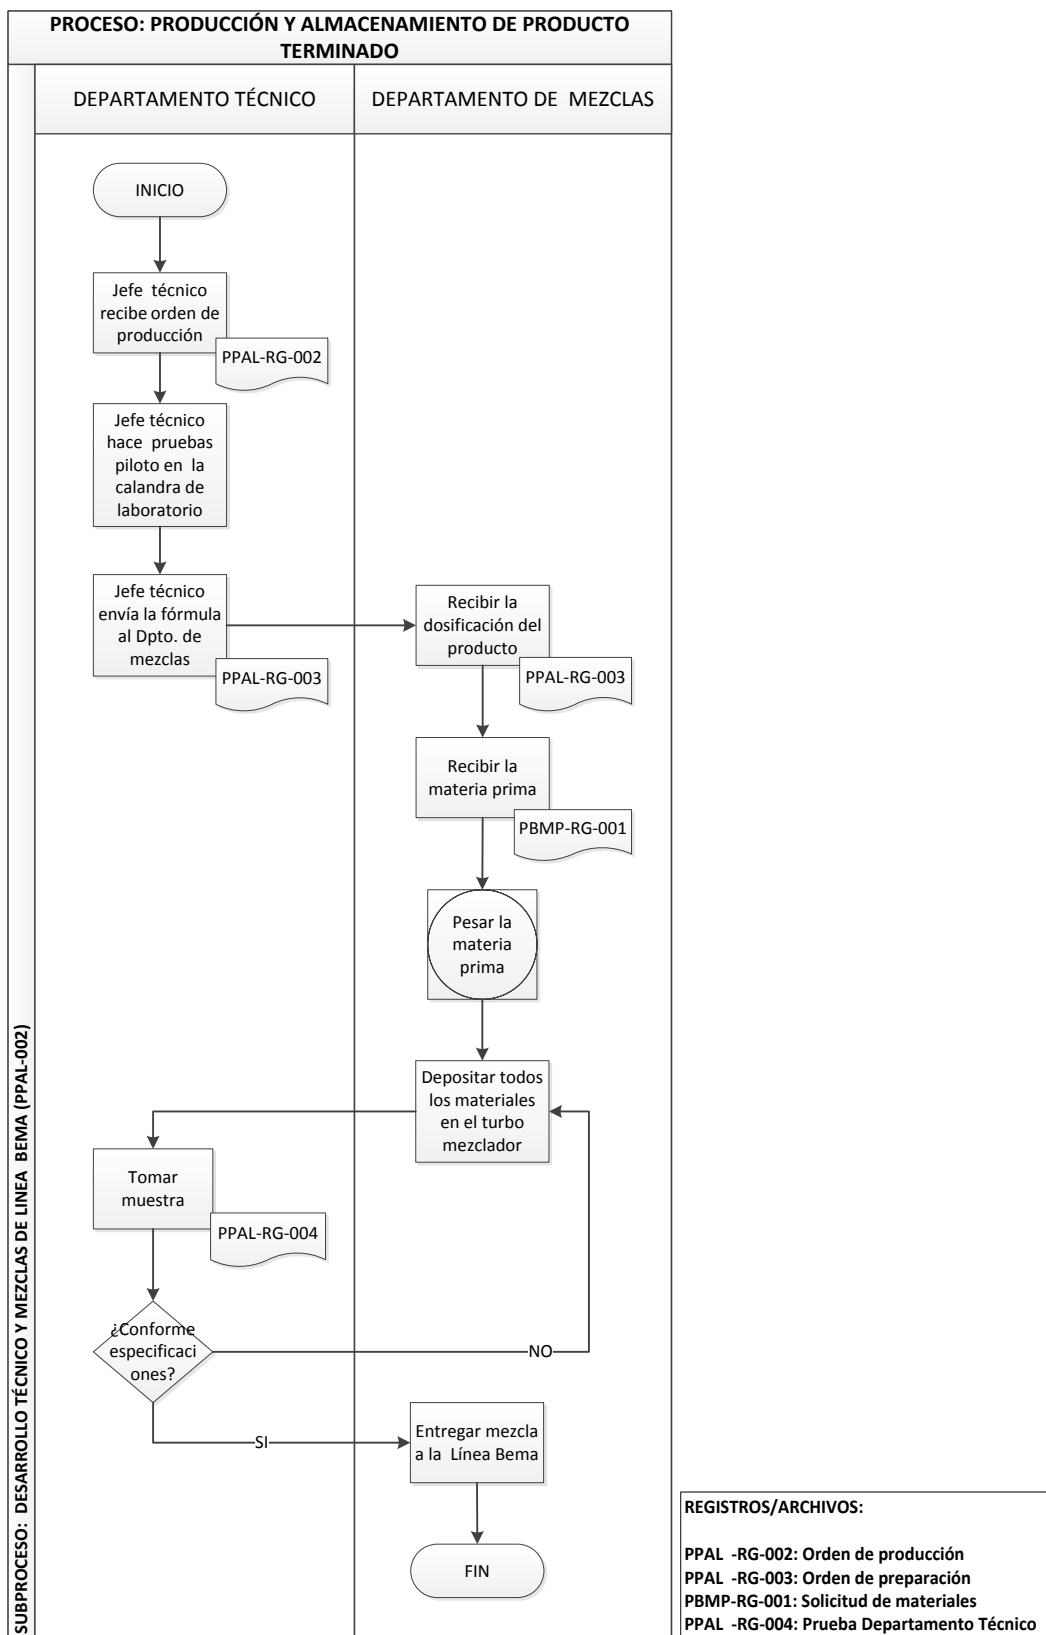 PROCESO: PRODUCCIÓN Y ALMACENAMIENTO DE PRODUCTO
TERMINADO
SUBPROCESO: DESARROLLO TÉCNICO Y MEZCLAS DE LINEA BEMA (PPAL-002)
DEPARTAMENTO TÉCNICO
DEPARTAMENTO DE MEZCLAS
INICIO
Jefe técnico
recibe orden de
producción
PPAL-RG-002
Jefe técnico
hace pruebas
piloto en la
calandra de
laboratorio
Jefe técnico
envía la fórmula
al Dpto. de
mezclas
PPAL-RG-003
Recibir la
dosificación del
producto
PPAL-RG-003
Recibir la
materia prima
PBMP-RG-001
Pesar la
materia
prima
Depositar todos
los materiales
en el turbo
mezclador
Tomar
muestra
PPAL-RG-004
¿Conforme
especificaci
ones?
NO
SI
Entregar mezcla
a la Línea Bema
FIN
REGISTROS/ARCHIVOS:
PPAL -RG-002: Orden de producción
PPAL -RG-003: Orden de preparación
PBMP-RG-001: Solicitud de materiales
PPAL -RG-004: Prueba Departamento Técnico